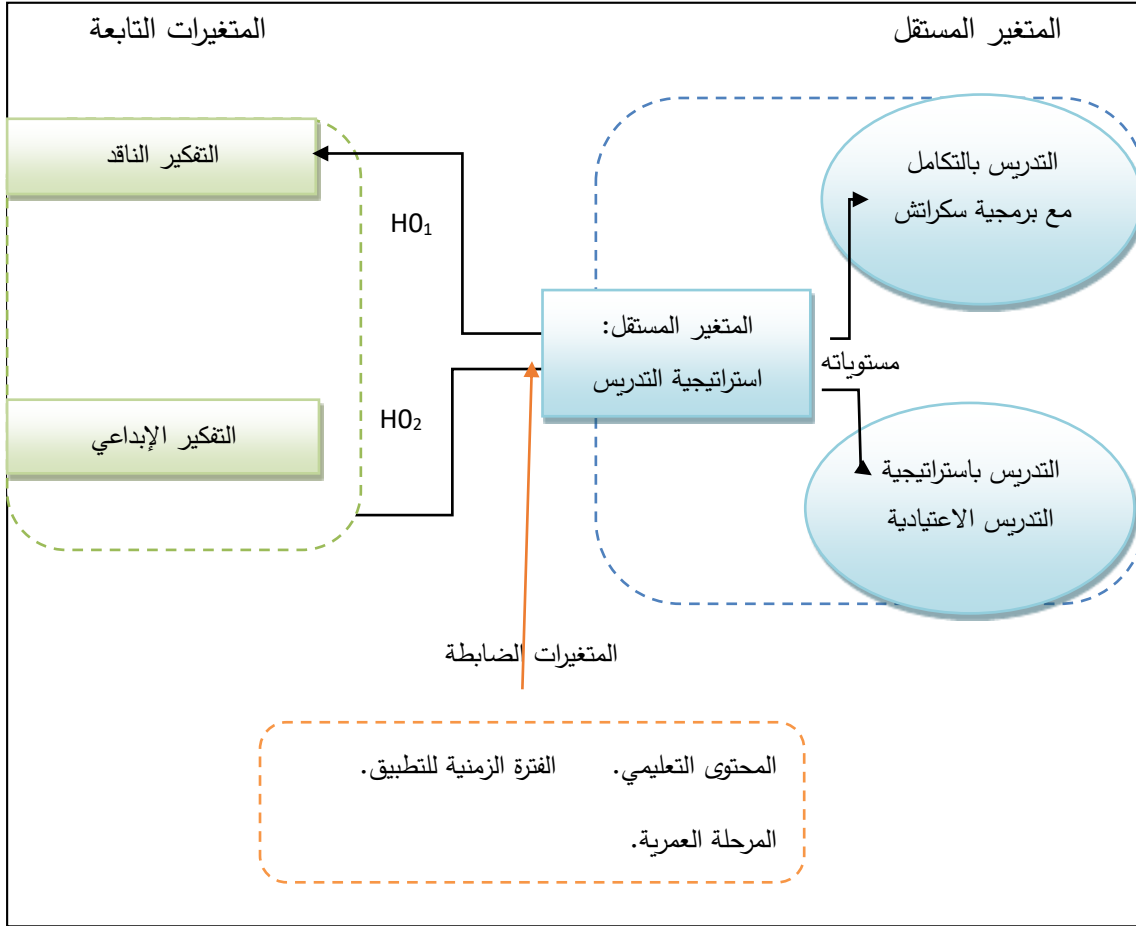 المتغير المستقل
المتغيرات التابعة
التدريس بالتكامل
مع برمجية سكراتش
التفكير الناقد
H0₁
المتغير المستقل:
استراتيجية التدريس
مستوياته
H0₂
التفكير الإبداعي
التدريس باستراتيجية
التدريس الاعتيادية
المتغيرات الضابطة
المحتوى التعليمي. الفترة الزمنية للتطبيق.
المرحلة العمرية.